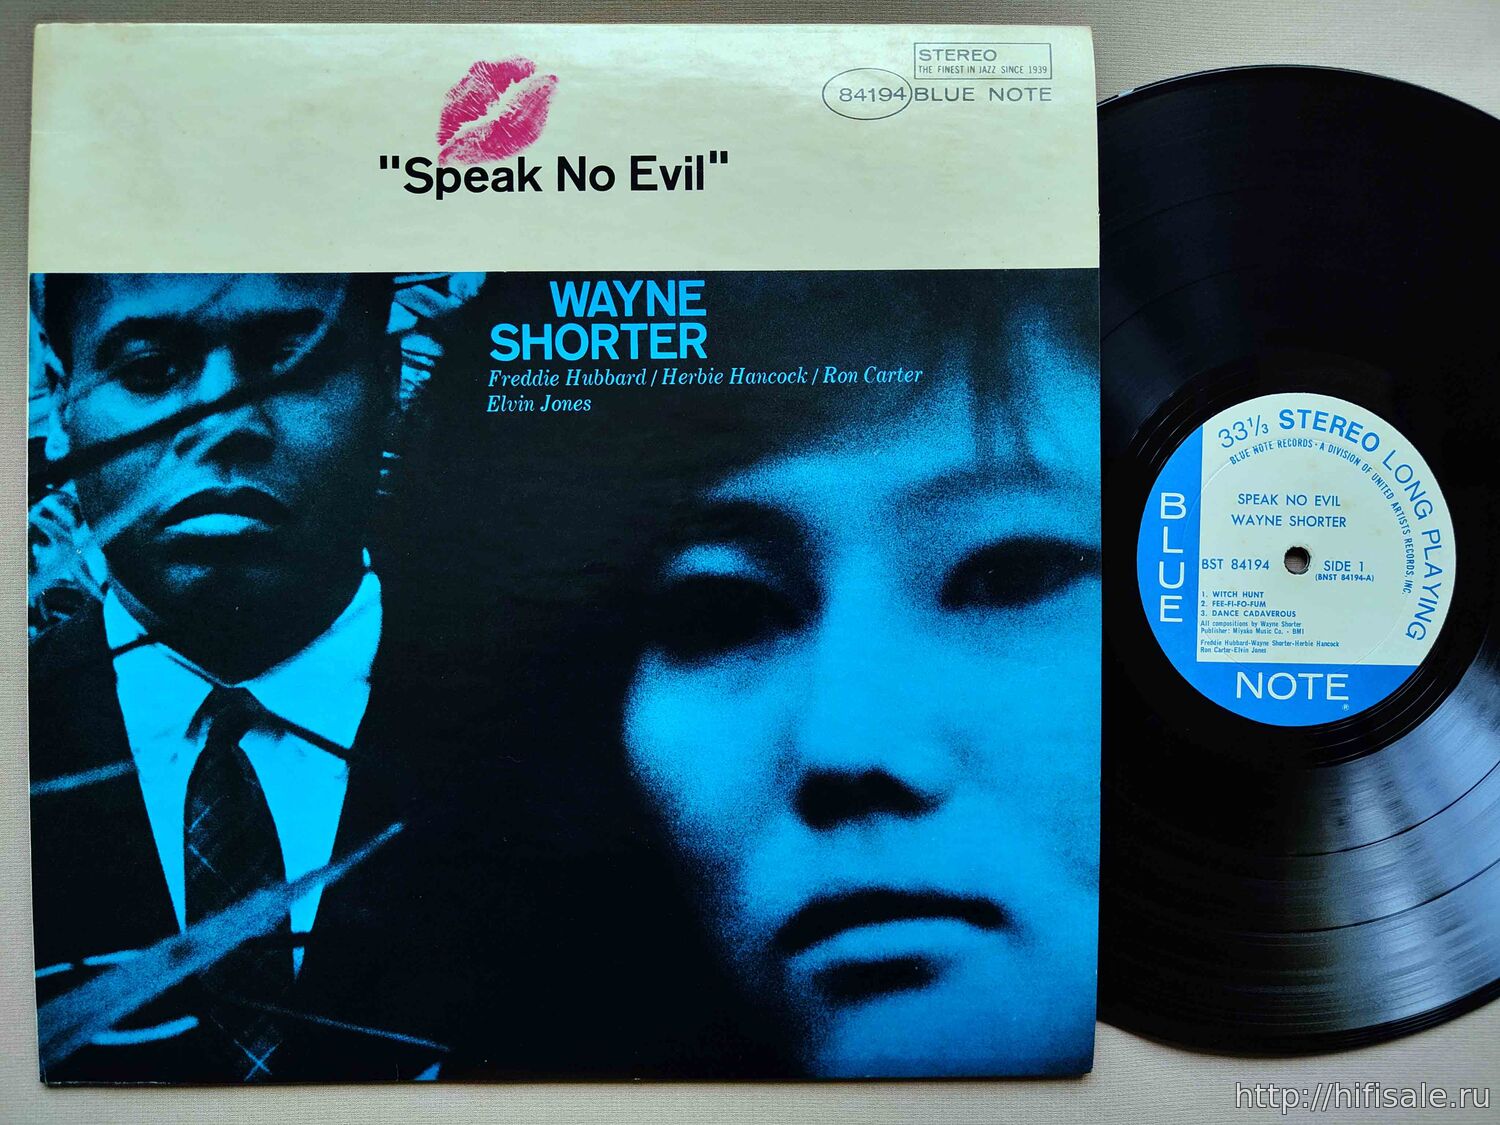 STEREO
THE FINEST IN JAZZ SINCE 1939
84194 BLUE NOTE
"Speak No Evil"
WAYNE
SHORTER
Freddie Hubbard / Herbie Hancock / Ron Carter
Elvin Jones
33 1/3 STEREO LONG PLAYING
BLUE NOTE RECORDS · A DIVISION OF UNITED ARTISTS RECORDS, INC.
SPEAK NO EVIL
WAYNE SHORTER
BST 84194
SIDE 1
(BNST 84194-A)
1. WITCH HUNT
2. FEE-FI-FO-FUM
3. DANCE CADAVEROUS
All compositions by Wayne Shorter
Publisher: Miyako Music Co. - BMI
Freddie Hubbard-Wayne Shorter-Herbie Hancock
Ron Carter-Elvin Jones
BLUE
NOTE
®
http://hifisale.ru